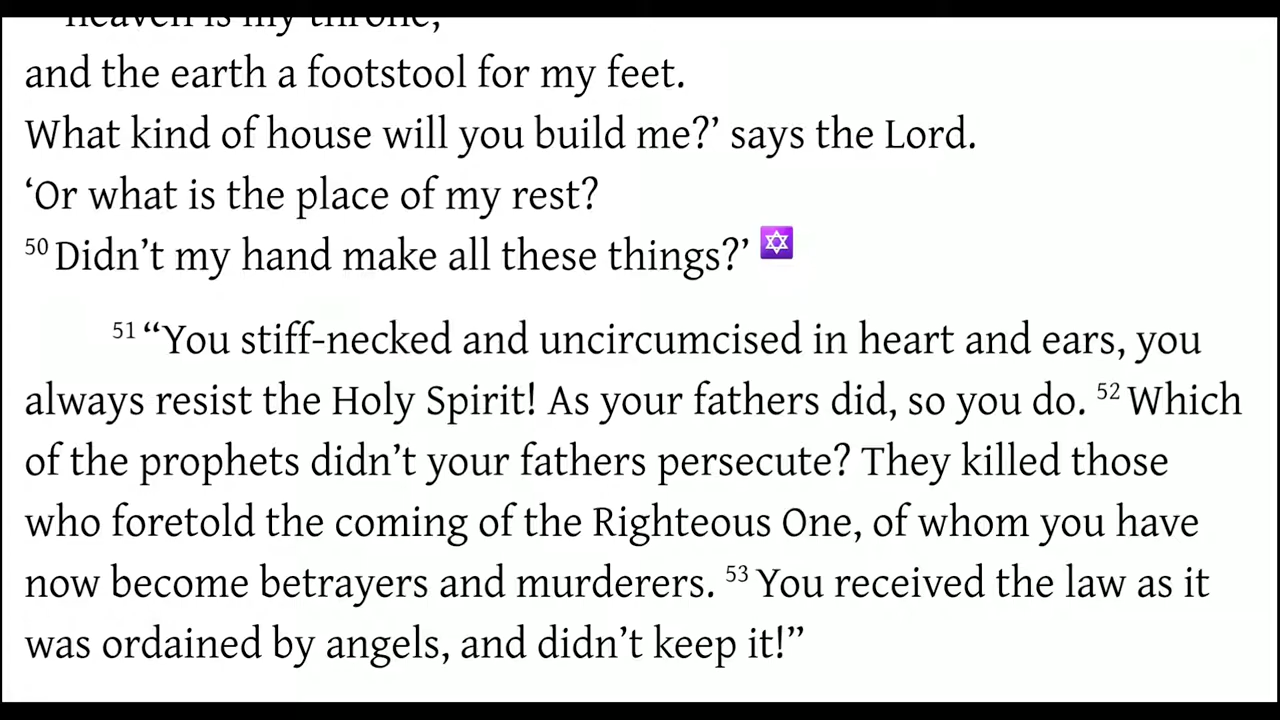 heaven is my throne,
and the earth a footstool for my feet.
What kind of house will you build me?’ says the Lord.
‘Or what is the place of my rest?
50 Didn’t my hand make all these things?’ 🔯
51 “You stiff-necked and uncircumcised in heart and ears, you
always resist the Holy Spirit! As your fathers did, so you do. 52 Which
of the prophets didn’t your fathers persecute? They killed those
who foretold the coming of the Righteous One, of whom you have
now become betrayers and murderers. 53 You received the law as it
was ordained by angels, and didn’t keep it!”